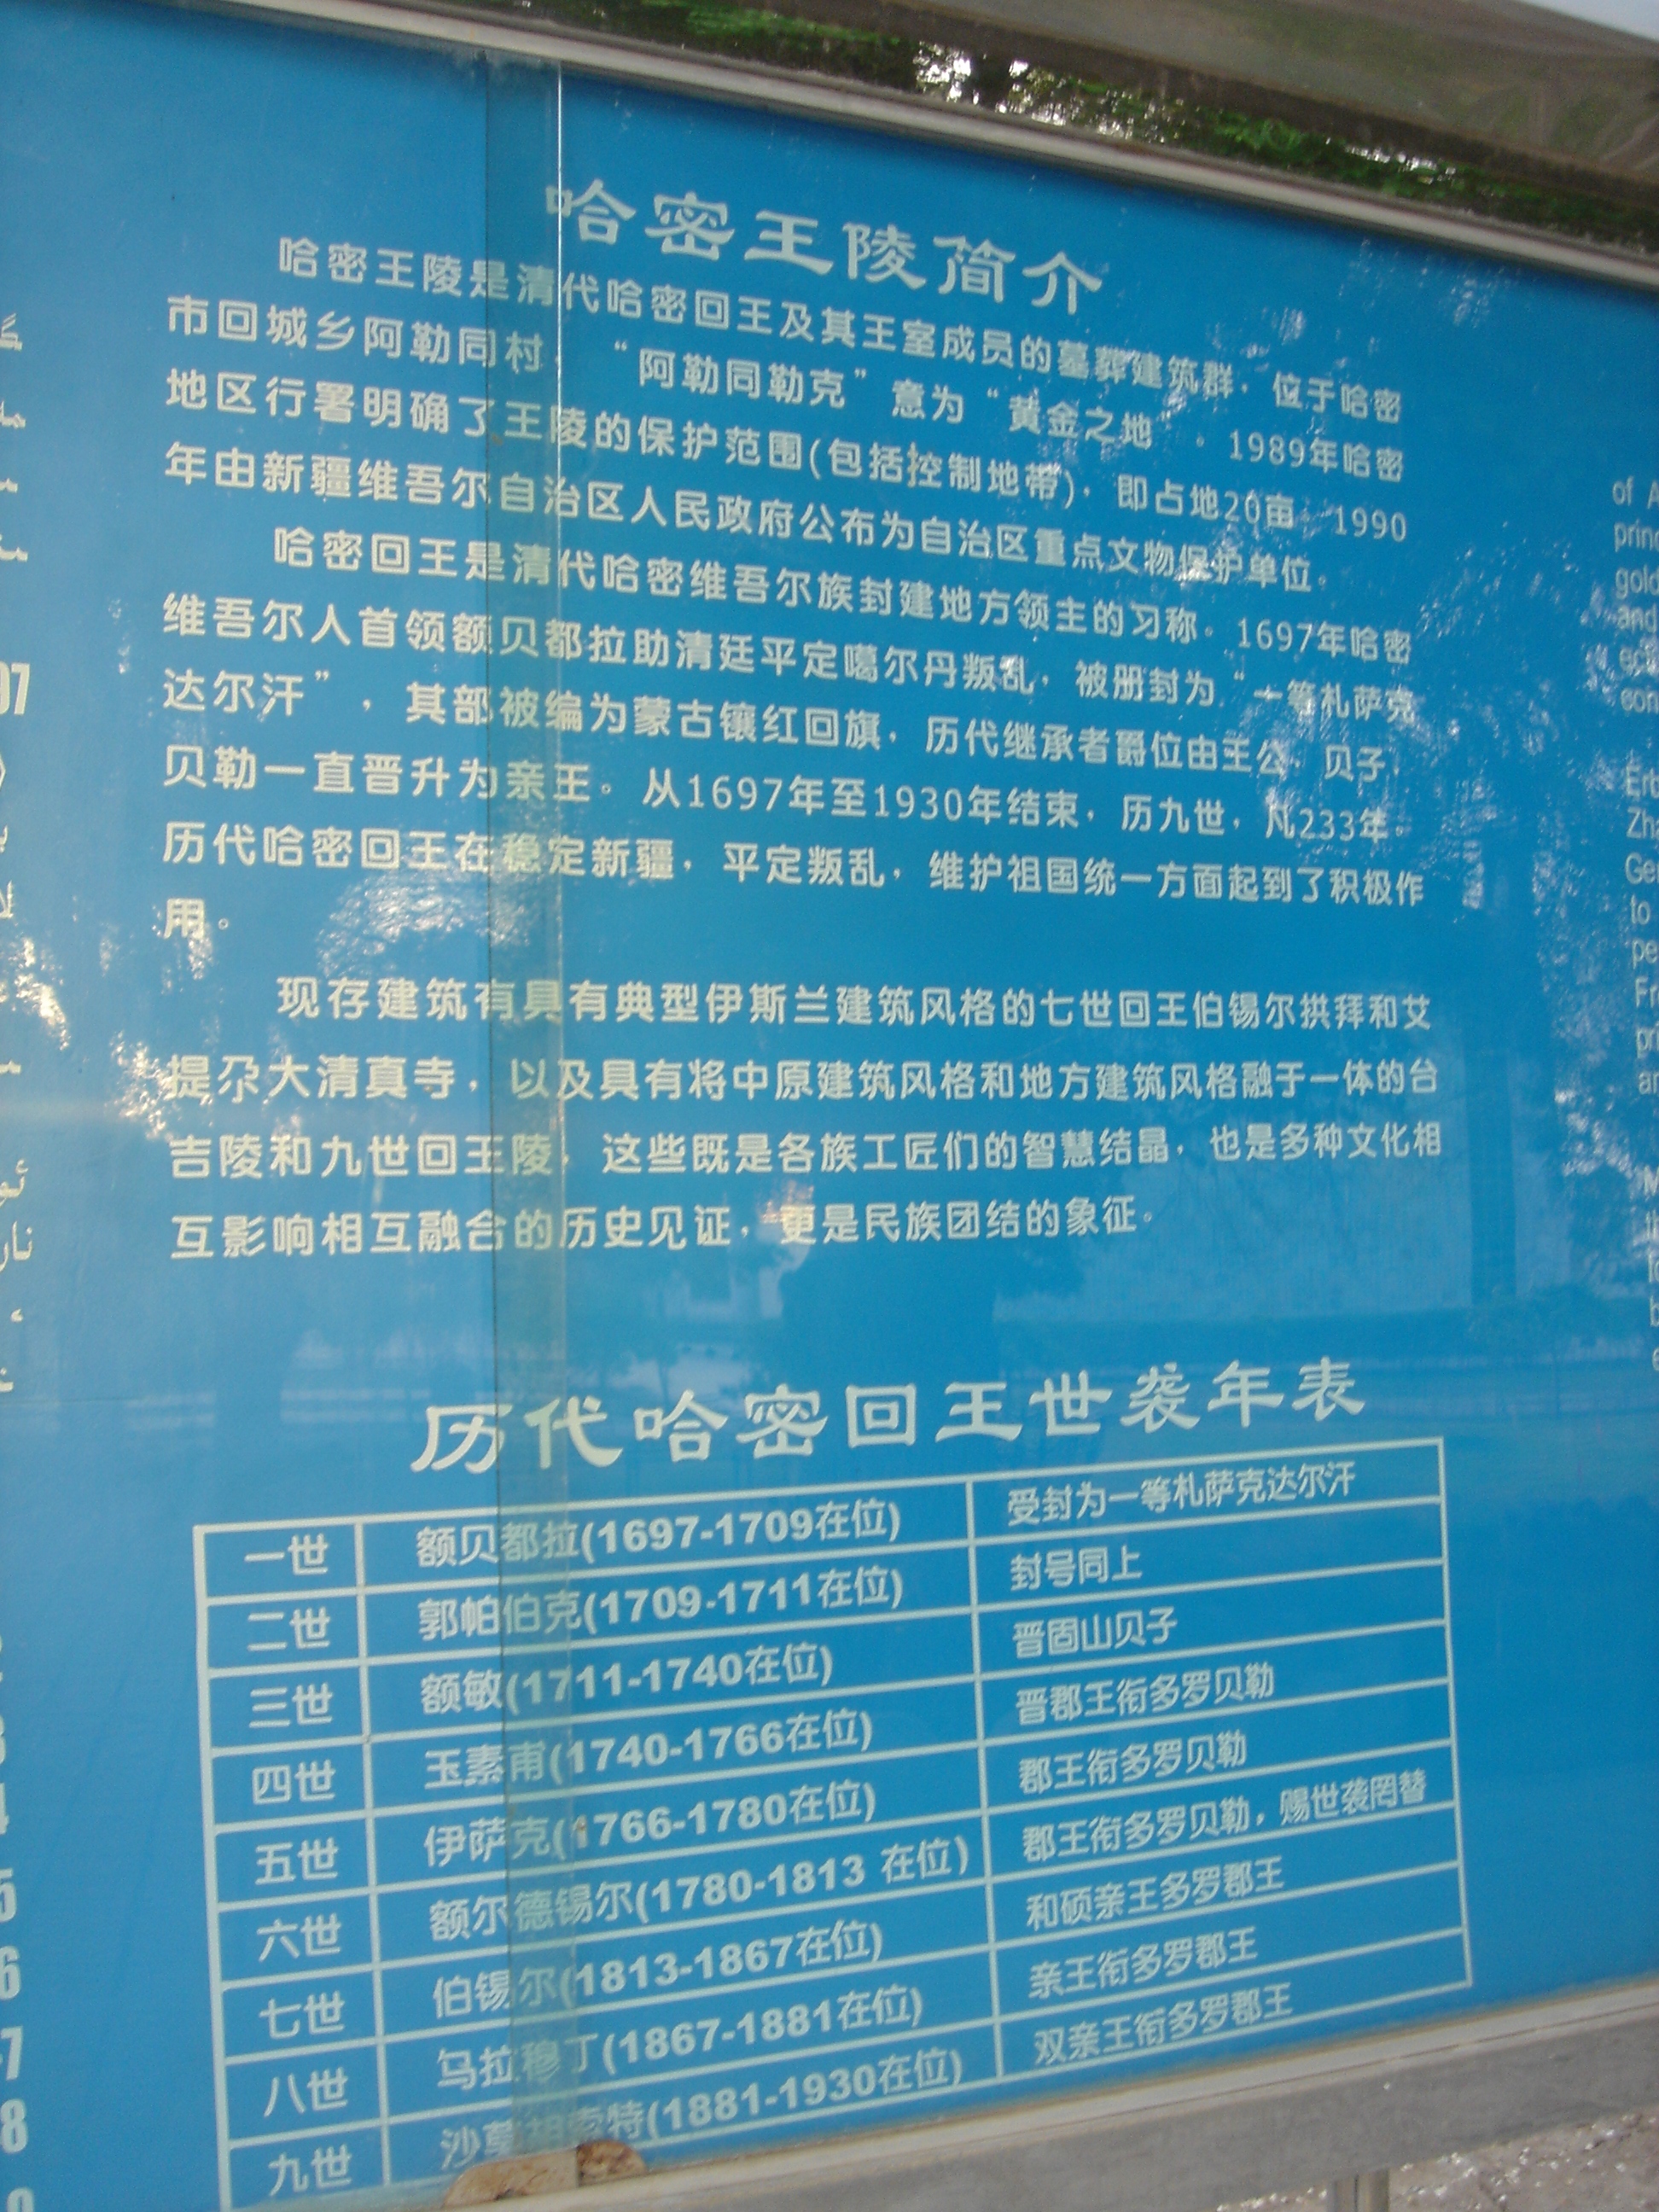 哈密王陵简介
哈密王陵是清代哈密回王及其王室成员的墓葬建筑群，位于哈密
市回城乡阿勒同村，“阿勒同勒克”意为“黄金之地”。1989年哈密
地区行署明确了王陵的保护范围(包括控制地带)，即占地20亩，1990
年由新疆维吾尔自治区人民政府公布为自治区重点文物保护单位。
哈密回王是清代哈密维吾尔族封建地方领主的习称。1697年哈密
维吾尔人首领额贝都拉助清廷平定噶尔丹叛乱，被册封为“一等札萨克
达尔汗”，其部被编为蒙古镶红回旗，历代继承者爵位由王公、贝子、
贝勒一直晋升为亲王。从1697年至1930年结束，历九世，凡233年。
历代哈密回王在稳定新疆，平定叛乱，维护祖国统一方面起到了积极作
用。
现存建筑有具有典型伊斯兰建筑风格的七世回王伯锡尔拱拜和艾
提尕大清真寺，以及具有将中原建筑风格和地方建筑风格融于一体的台
吉陵和九世回王陵，这些既是各族工匠们的智慧结晶，也是多种文化相
互影响相互融合的历史见证，更是民族团结的象征。
历代哈密回王世袭年表
一世 额贝都拉(1697-1709在位) 受封为一等札萨克达尔汗
二世 郭帕伯克(1709-1711在位) 封号同上
三世 额敏(1711-1740在位) 晋固山贝子
四世 玉素甫(1740-1766在位) 晋郡王衔多罗贝勒
五世 伊萨克(1766-1780在位) 郡王衔多罗贝勒
六世 额尔德锡尔(1780-1813 在位) 郡王衔多罗贝勒，赐世袭罔替
七世 伯锡尔(1813-1867在位) 和硕亲王多罗郡王
八世 乌拉穆丁(1867-1881在位) 亲王衔多罗郡王
九世 沙莫胡索特(1881-1930在位) 双亲王衔多罗郡王
of
gold
and
to